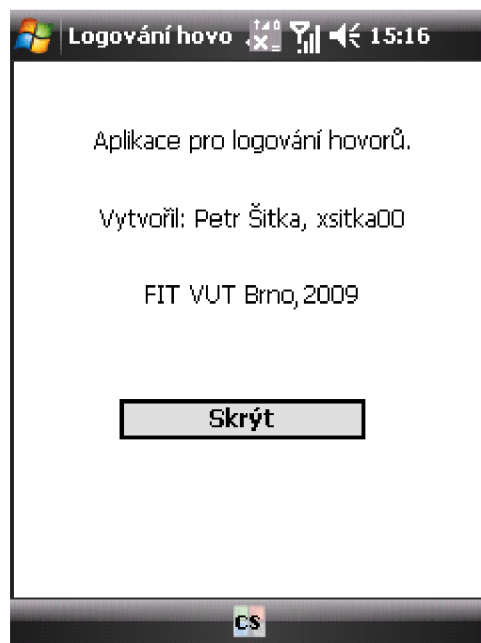 Logování hovo 15:16
Aplikace pro logování hovorů.
Vytvořil: Petr Šitka, xsitka00
FIT VUT Brno, 2009
Skrýt
cs